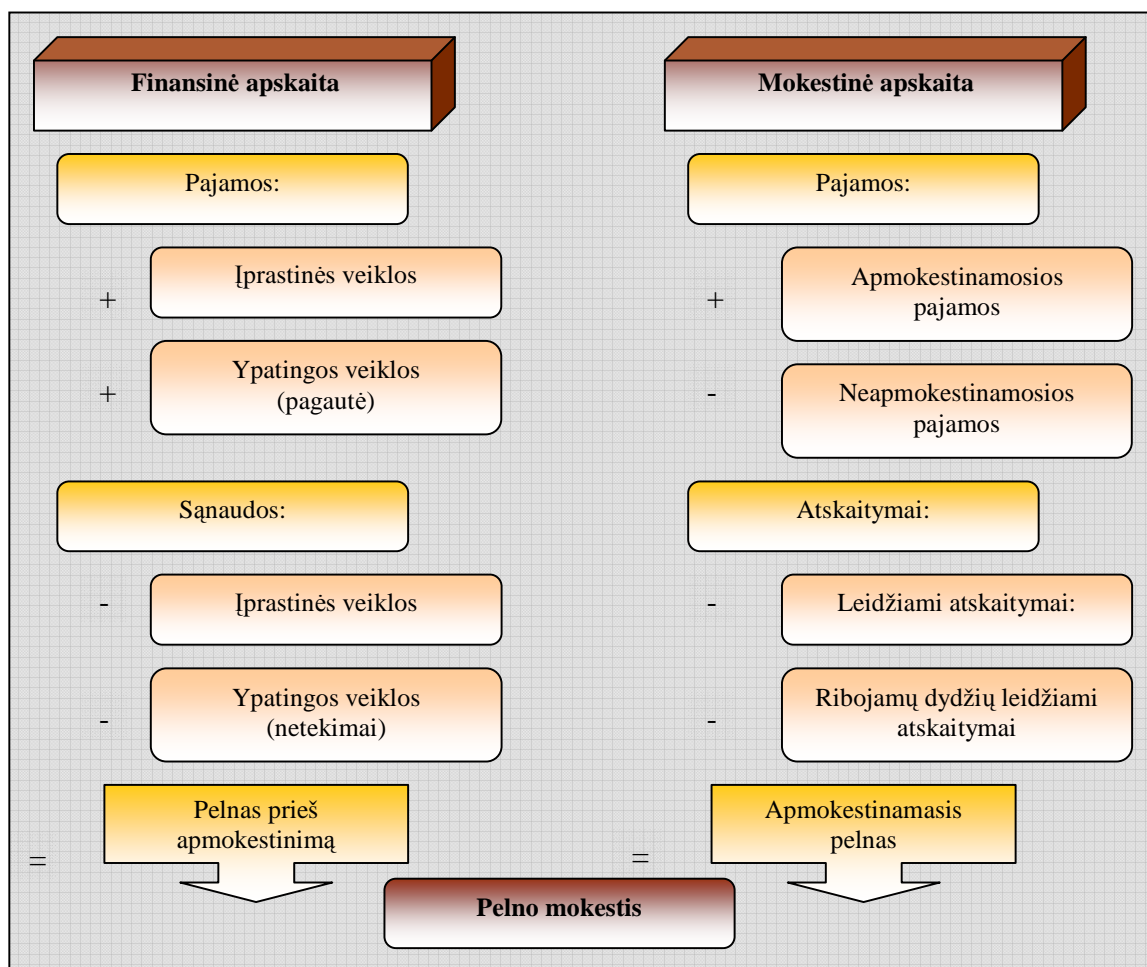 Finansinė apskaita
Pajamos:
+
Įprastinės veiklos
+
Ypatingos veiklos
(pagautė)
Sąnaudos:
-
Įprastinės veiklos
-
Ypatingos veiklos
(netekimai)
=
Pelnas prieš
apmokestinimą
Mokestinė apskaita
Pajamos:
+
Apmokestinamosios
pajamos
-
Neapmokestinamosios
pajamos
Atskaitymai:
-
Leidžiami atskaitymai:
-
Ribojamų dydžių leidžiami
atskaitymai
=
Apmokestinamasis
pelnas
Pelno mokestis